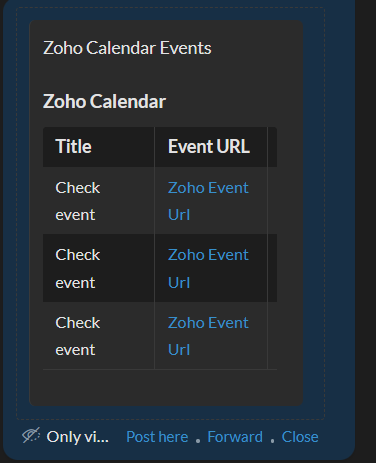 Zoho Calendar Events
Zoho Calendar
Title Event URL
Check Zoho Event
event Url
Check Zoho Event
event Url
Check Zoho Event
event Url
Only vi... Post here . Forward . Close